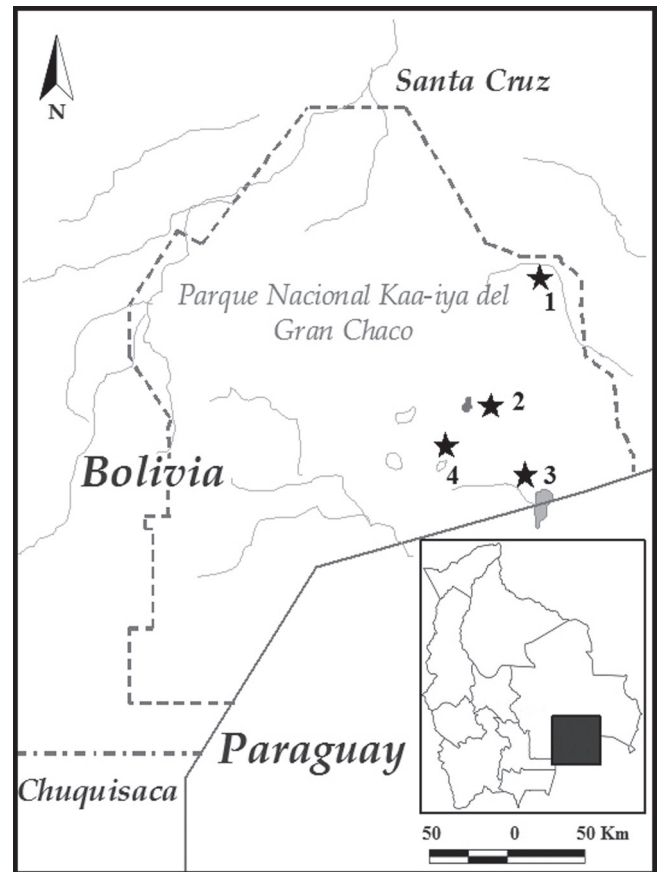 Santa Cruz
N
Parque Nacional Kaa-iya del
Gran Chaco
1
2
Bolivia
4
3
Paraguay
Chuquisaca
50 0 50 Km